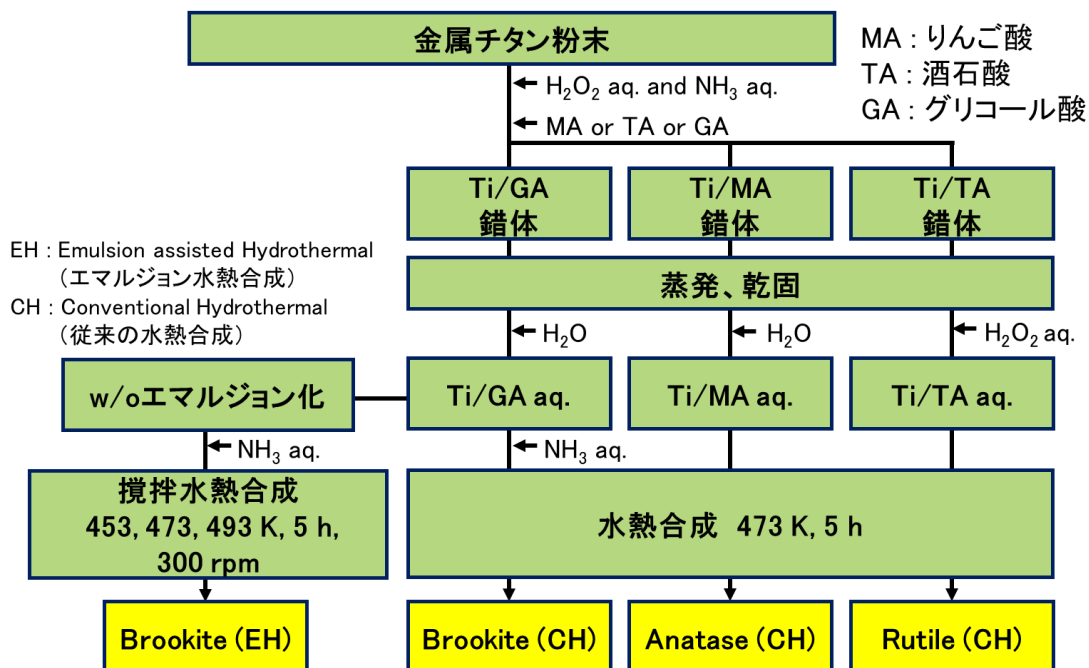 金属チタン粉末
MA : りんご酸
TA : 酒石酸
GA : グリコール酸
H₂O₂ aq. and NH₃ aq.
MA or TA or GA
Ti/GA
錯体
Ti/MA
錯体
Ti/TA
錯体
EH : Emulsion assisted Hydrothermal
(エマルジョン水熱合成)
CH : Conventional Hydrothermal
(従来の水熱合成)
蒸発、乾固
H₂O
H₂O
H₂O₂ aq.
w/oエマルジョン化
Ti/GA aq.
Ti/MA aq.
Ti/TA aq.
NH₃ aq.
NH₃ aq.
撹拌水熱合成
453, 473, 493 K, 5 h,
300 rpm
水熱合成 473 K, 5 h
Brookite (EH)
Brookite (CH)
Anatase (CH)
Rutile (CH)